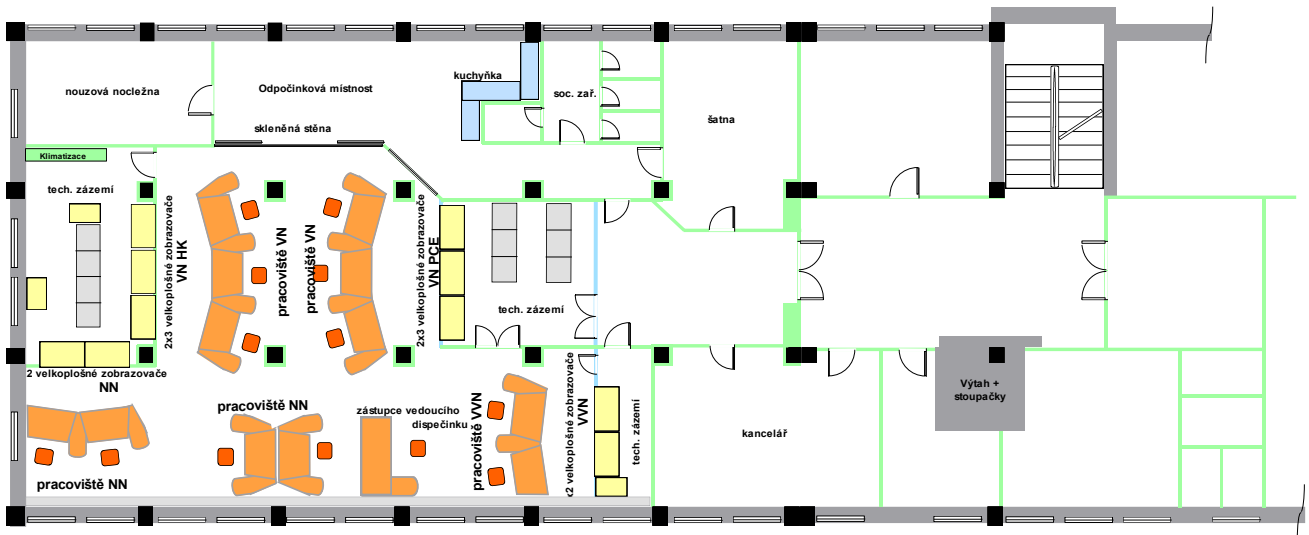 kuchyňka
nouzová nocležna
Odpočinková místnost
soc. zař.
skleněná stěna
šatna
Klimatizace
tech. zázemí
2x3 velkoplošné zobrazovače
VN HK
pracoviště VN
pracoviště VN
2x3 velkoplošné zobrazovače
VN PCE
tech. zázemí
2 velkoplošné zobrazovače
NN
pracoviště NN
zástupce vedoucího
dispečinku
pracoviště VVN
x2 velkoplošné zobrazovače
VVN
tech. zázemí
kancelář
Výtah +
stoupačky
pracoviště NN